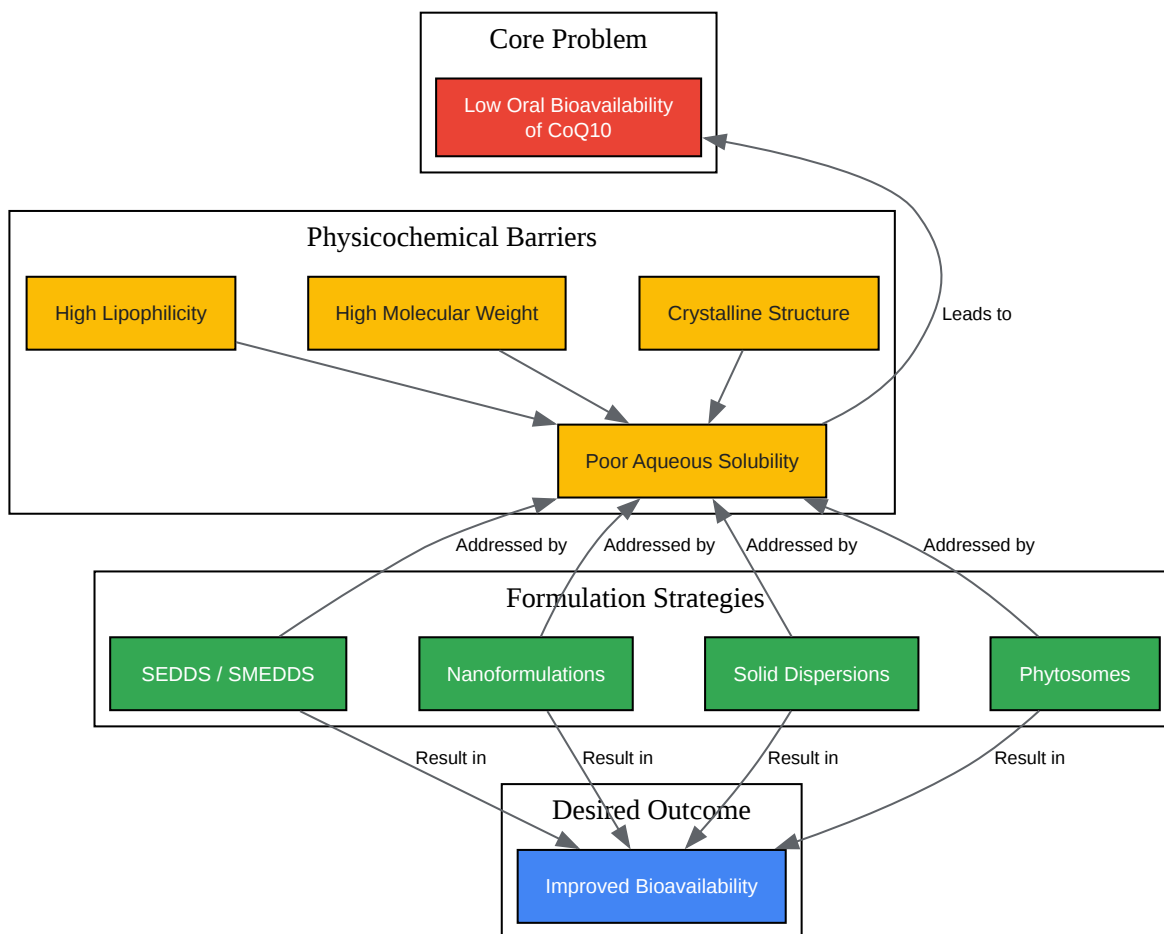 Core Problem
Low Oral Bioavailability
of CoQ10
Physicochemical Barriers
High Lipophilicity
High Molecular Weight
Crystalline Structure
Leads to
Poor Aqueous Solubility
Addressed by
Addressed by
Addressed by
Addressed by
Formulation Strategies
SEDDS / SMEDDS
Nanoformulations
Solid Dispersions
Phytosomes
Result in
Result in
Result in
Result in
Desired Outcome
Improved Bioavailability